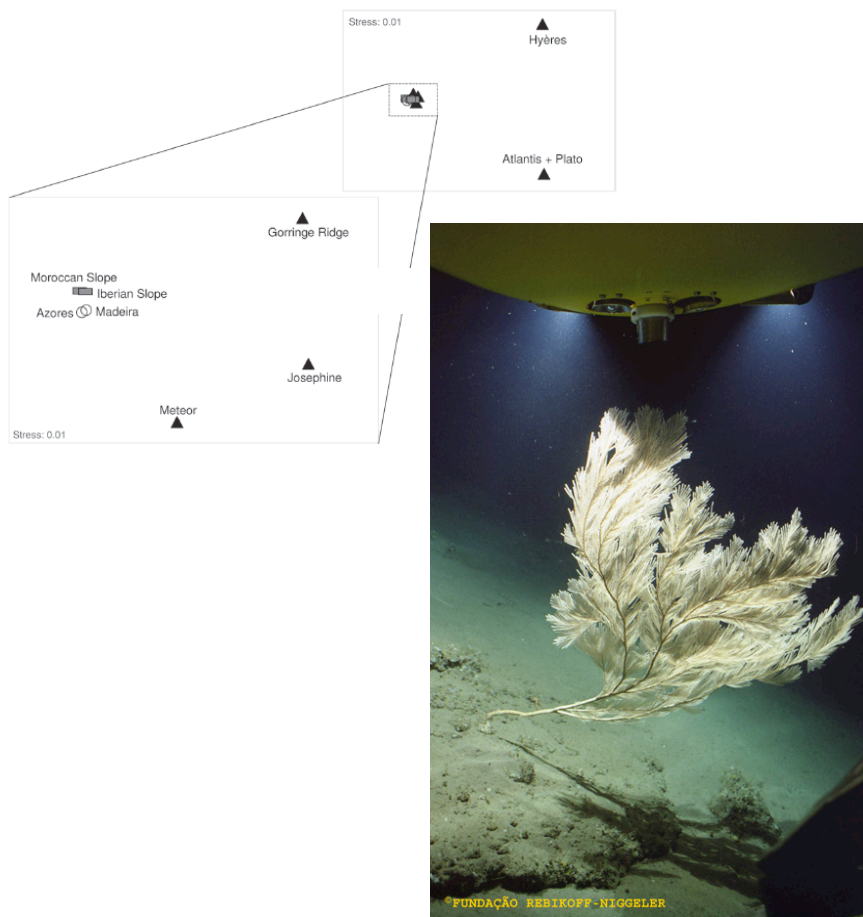 Stress: 0.01
Hyères
Atlantis + Plato
Gorringe Ridge
Moroccan Slope
Iberian Slope
Azores
Madeira
Josephine
Meteor
Stress: 0.01
©FUNDAÇÃO REBIKOFF-NIGGELER